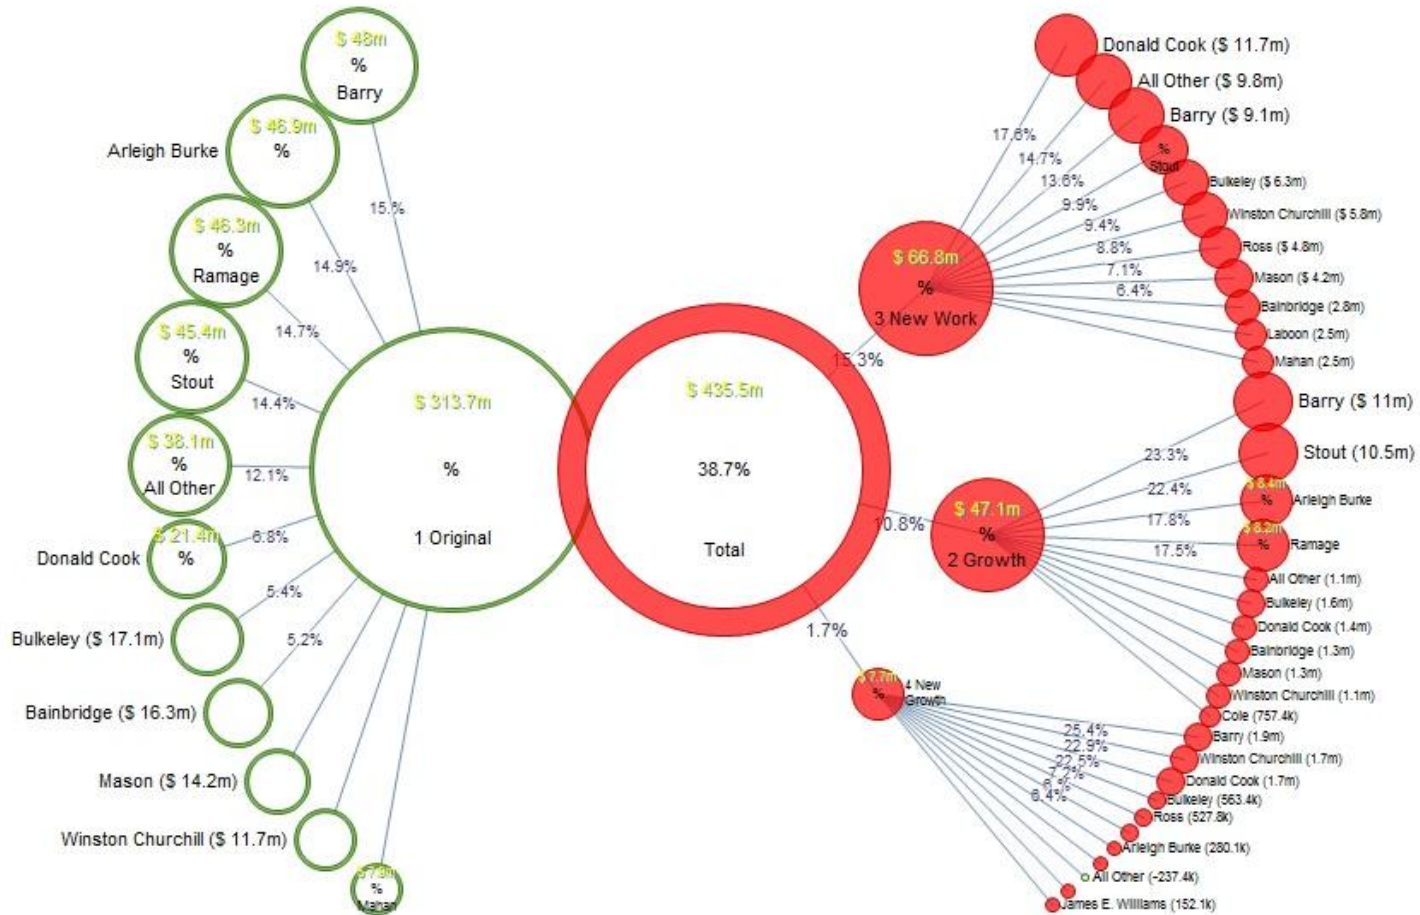 $ 48m
%
Barry
15.%
Arleigh Burke
$ 46.9m
%
14.9%
$ 46.3m
%
Ramage
14.7%
$ 45.4m
%
Stout
14.4%
$ 38.1m
%
All Other
12.1%
Donald Cook
$ 21.4m
%
6.8%
Bulkeley ($ 17.1m)
5.4%
Bainbridge ($ 16.3m)
5.2%
Mason ($ 14.2m)
Winston Churchill ($ 11.7m)
%
Mahan
$ 313.7m
%
1 Original
$ 435.5m
38.7%
Total
15.3%
$ 66.8m
%
3 New Work
17.6%
14.7%
13.6%
9.9%
9.4%
8.8%
7.1%
6.4%
Donald Cook ($ 11.7m)
All Other ($ 9.8m)
Barry ($ 9.1m)
%
Stout
Bulkeley ($ 6.3m)
Winston Churchill ($ 5.8m)
Ross ($ 4.8m)
Mason ($ 4.2m)
Bainbridge (2.8m)
Laboon (2.5m)
Mahan (2.5m)
10.8%
$ 47.1m
%
2 Growth
23.3%
22.4%
17.8%
17.5%
Barry ($ 11m)
Stout (10.5m)
$ 8.4m
%
Arleigh Burke
$ 8.2m
%
Ramage
All Other (1.1m)
Bulkeley (1.6m)
Donald Cook (1.4m)
Bainbridge (1.3m)
Mason (1.3m)
Winston Churchill (1.1m)
Cole (757.4k)
1.7%
$ 7.7m
%
4 New
Growth
25.4%
22.9%
22.5%
7.2%
6.4%
Barry (1.9m)
Winston Churchill (1.7m)
Donald Cook (1.7m)
Bulkeley (563.4k)
Ross (527.8k)
Arleigh Burke (280.1k)
All Other (-237.4k)
James E. Williams (152.1k)